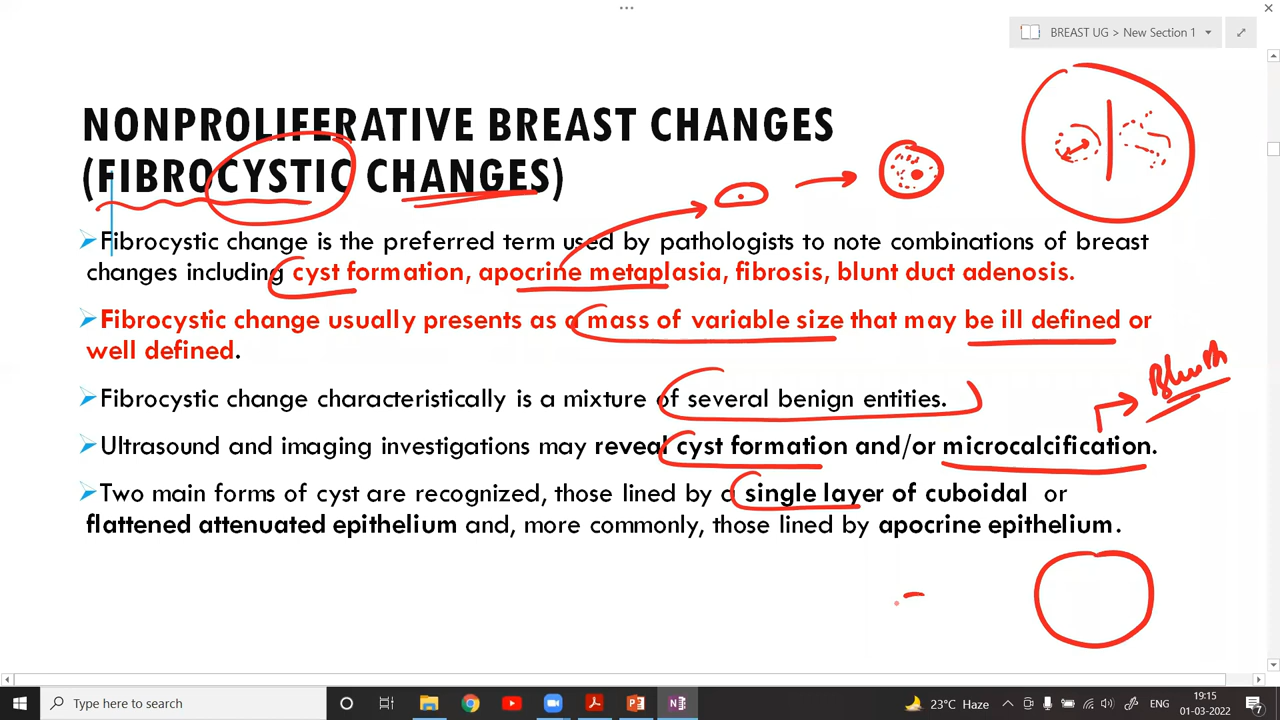 BREAST UG > New Section 1
NONPROLIFERATIVE BREAST CHANGES
(FIBROCYSTIC CHANGES)
Fibrocystic change is the preferred term used by pathologists to note combinations of breast
changes including cyst formation, apocrine metaplasia, fibrosis, blunt duct adenosis.
Fibrocystic change usually presents as a mass of variable size that may be ill defined or
well defined.
Fibrocystic change characteristically is a mixture of several benign entities.
Ultrasound and imaging investigations may reveal cyst formation and/or microcalcification.
Two main forms of cyst are recognized, those lined by a single layer of cuboidal or
flattened attenuated epithelium and, more commonly, those lined by apocrine epithelium.
Type here to search
23°C Haze
ENG
19:15
01-03-2022
7